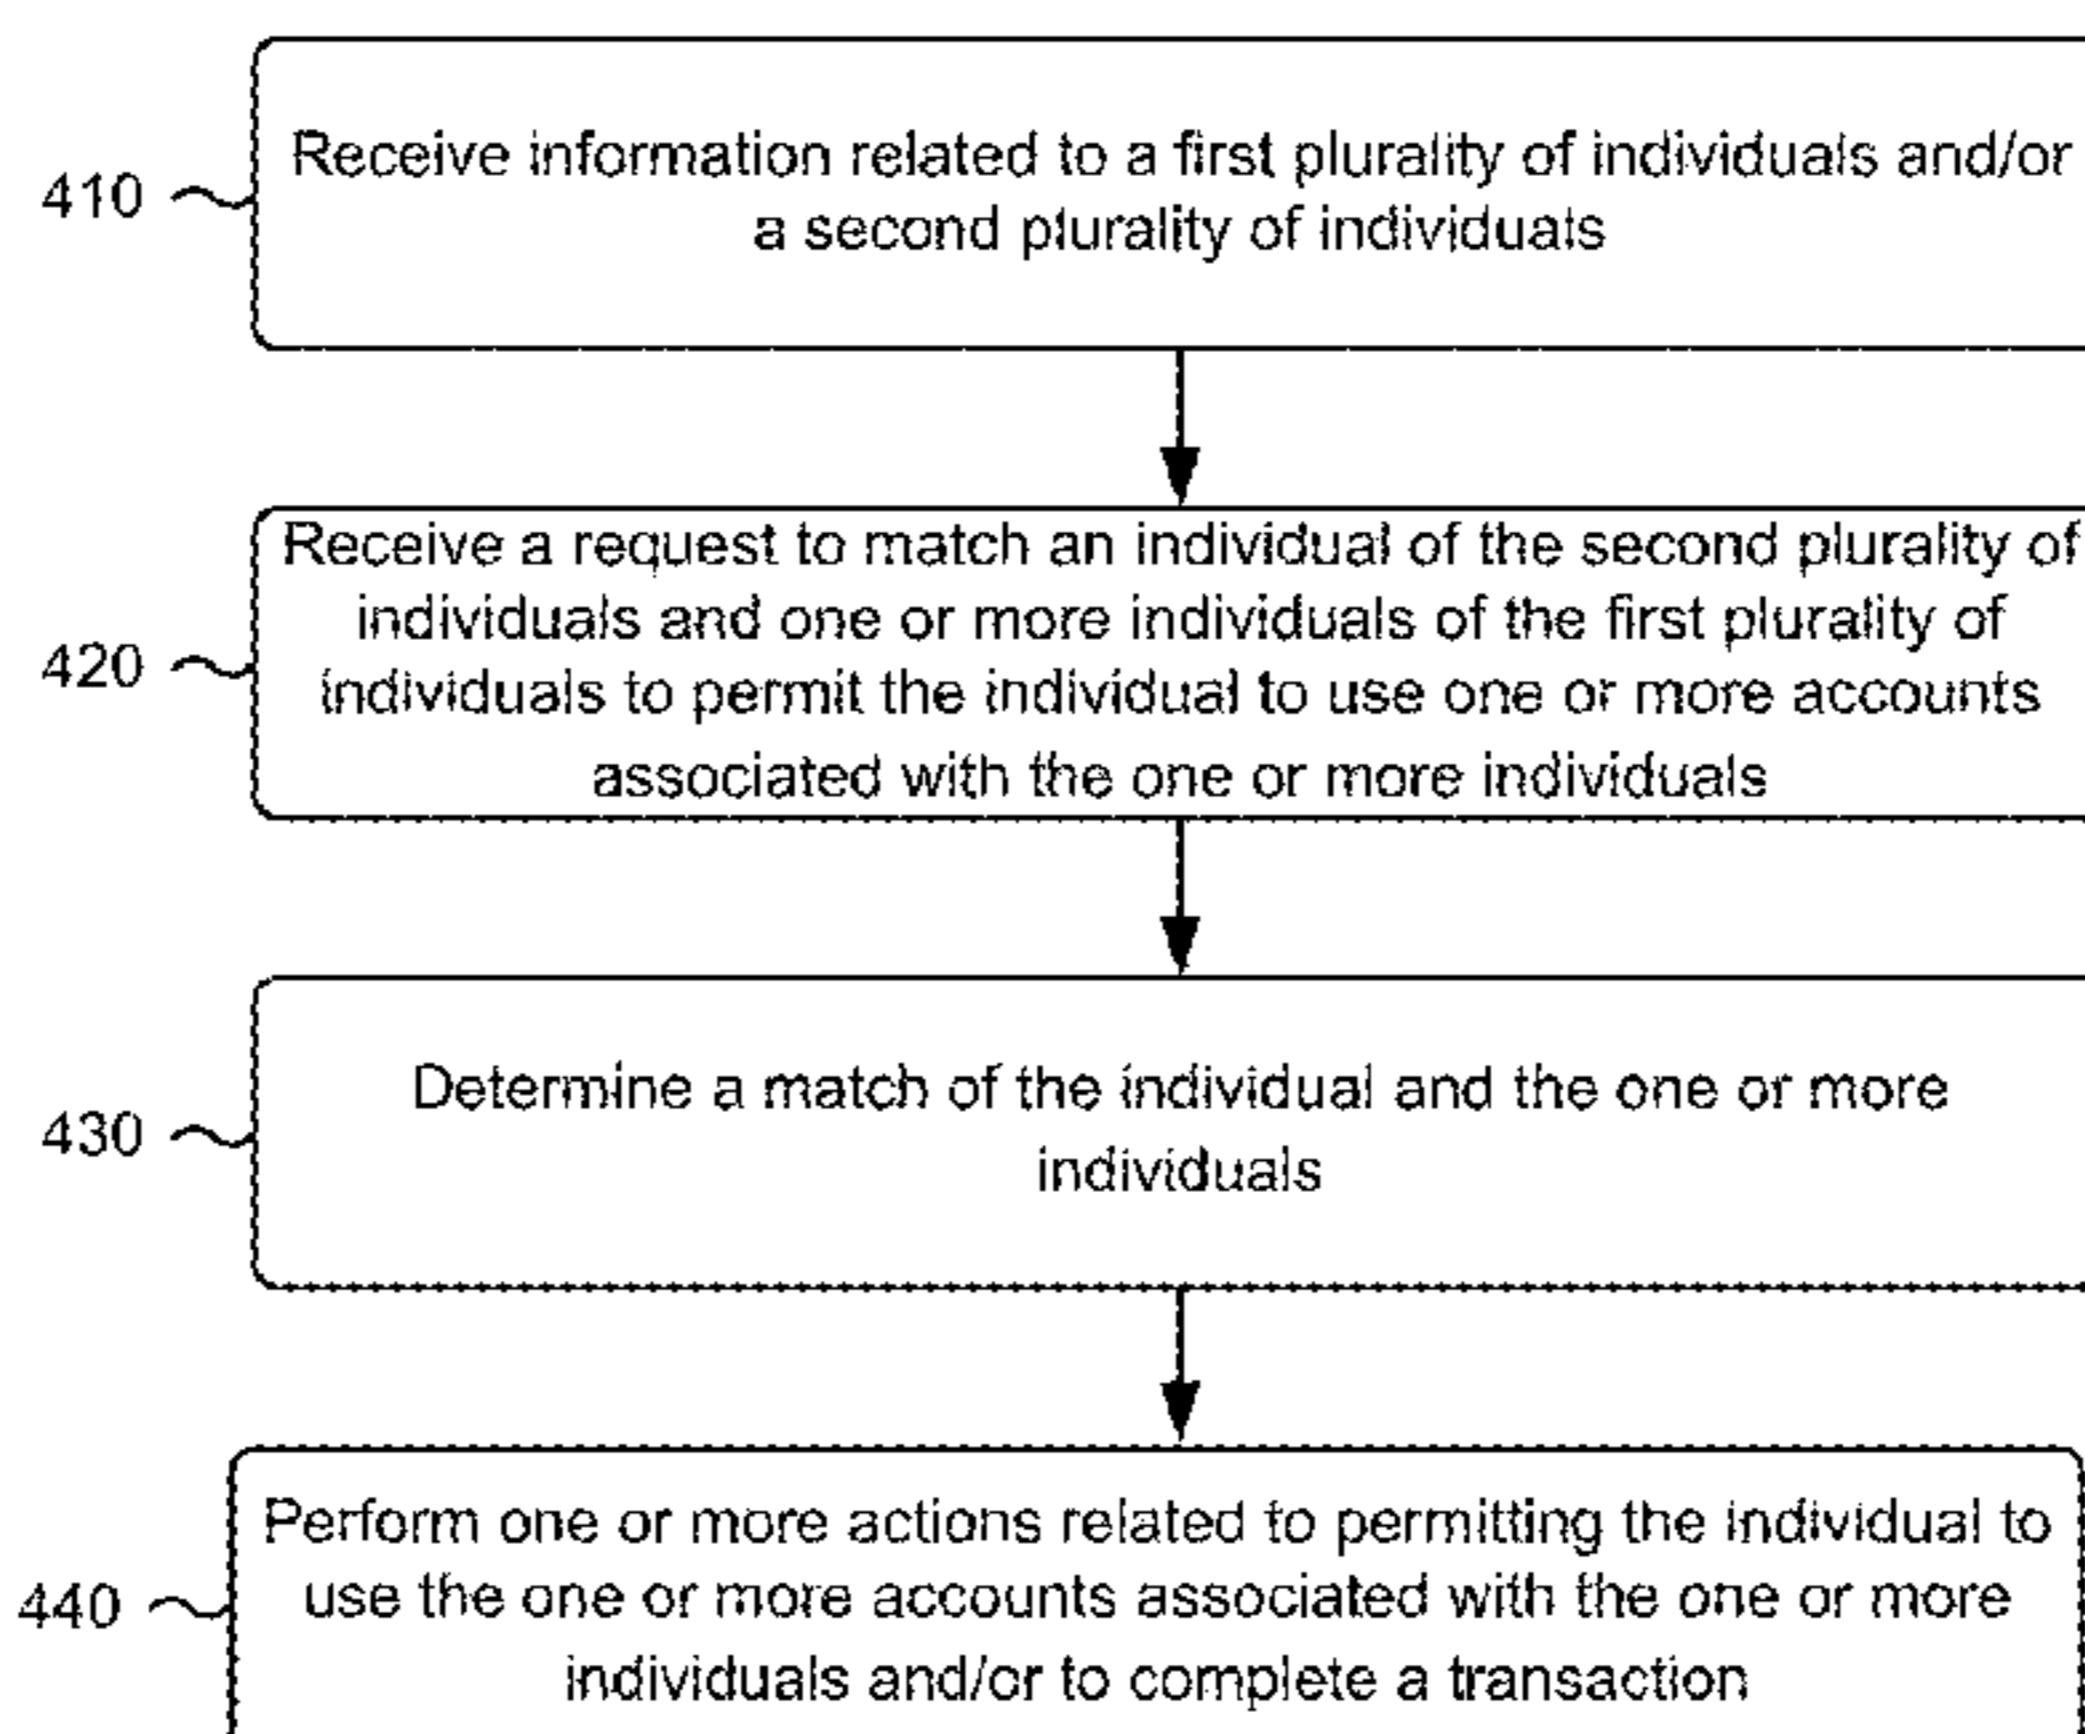 410
Receive information related to a first plurality of individuals and/or
a second plurality of individuals
420
Receive a request to match an individual of the second plurality of
individuals and one or more individuals of the first plurality of
individuals to permit the individual to use one or more accounts
associated with the one or more individuals
430
Determine a match of the individual and the one or more
individuals
440
Perform one or more actions related to permitting the individual to
use the one or more accounts associated with the one or more
individuals and/or to complete a transaction